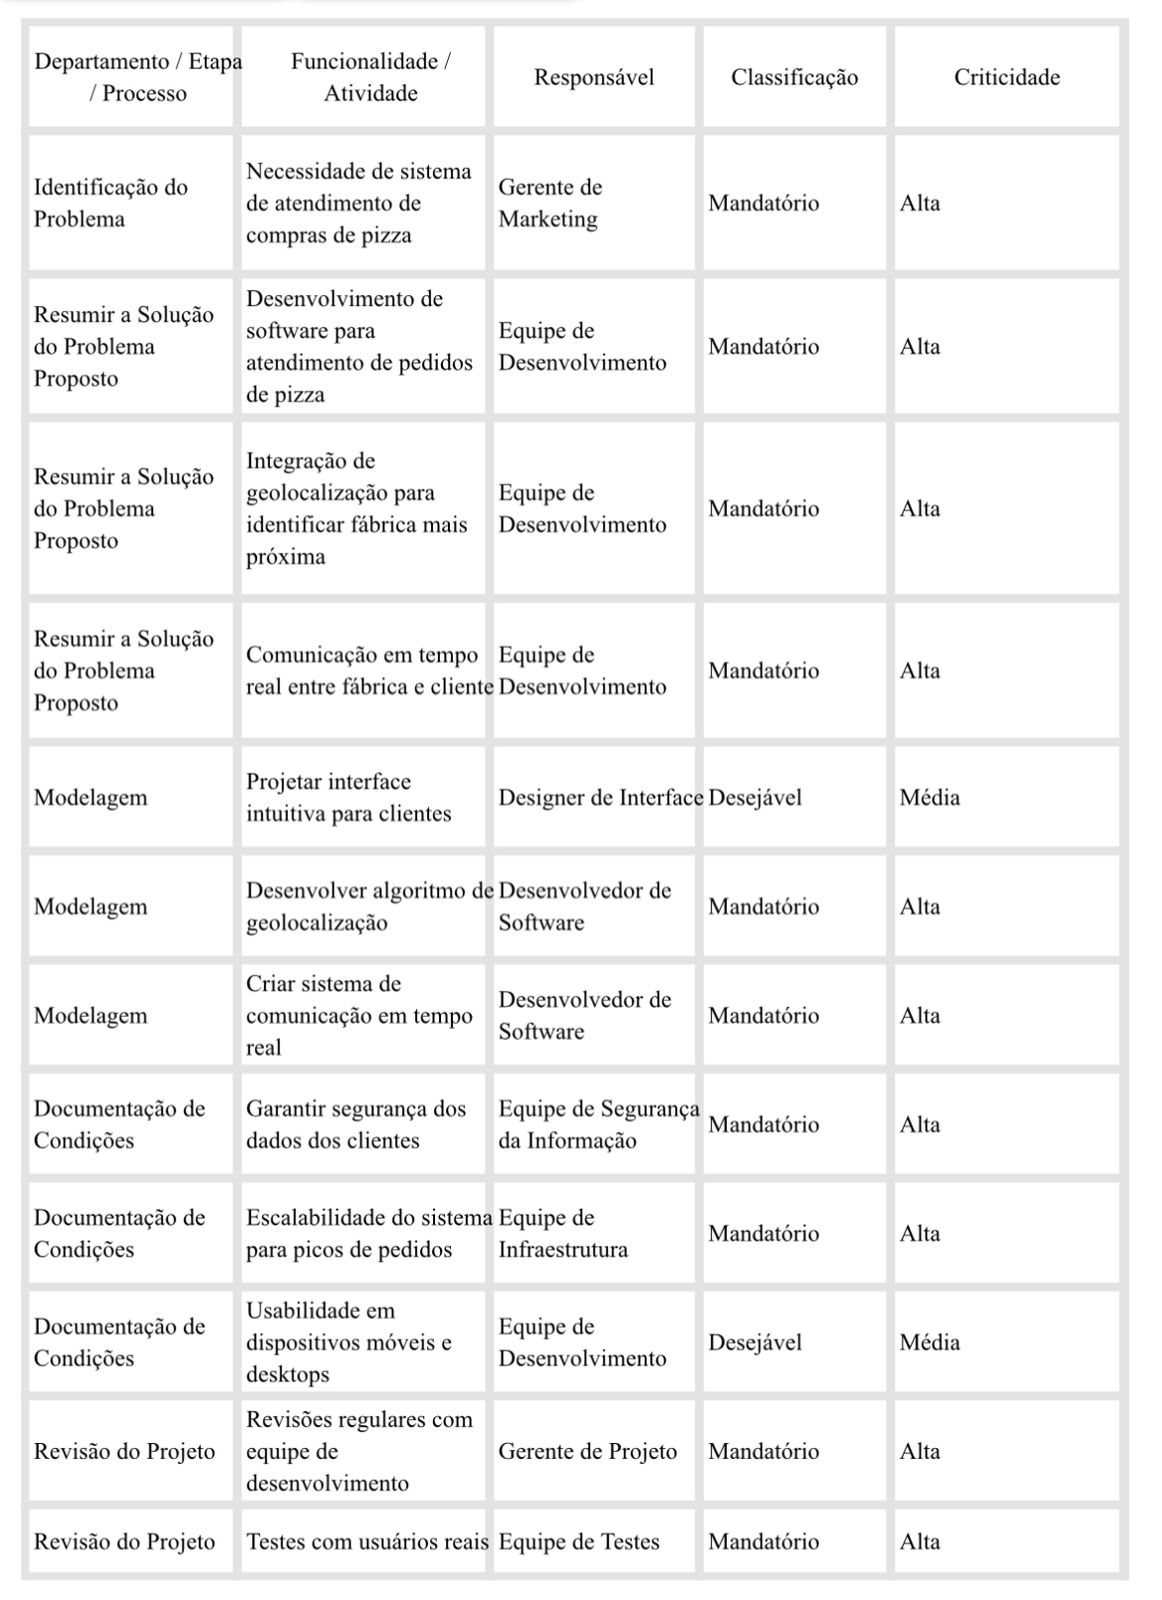 Departamento / Etapa
/ Processo
Funcionalidade /
Atividade
Responsável
Classificação
Criticidade
Identificação do
Problema
Necessidade de sistema
de atendimento de
compras de pizza
Gerente de
Marketing
Mandatório
Alta
Resumir a Solução
do Problema
Proposto
Desenvolvimento de
software para
atendimento de pedidos
de pizza
Equipe de
Desenvolvimento
Mandatório
Alta
Resumir a Solução
do Problema
Proposto
Integração de
geolocalização para
identificar fábrica mais
próxima
Equipe de
Desenvolvimento
Mandatório
Alta
Resumir a Solução
do Problema
Proposto
Comunicação em tempo
real entre fábrica e cliente
Equipe de
Desenvolvimento
Mandatório
Alta
Modelagem
Projetar interface
intuitiva para clientes
Designer de Interface
Desejável
Média
Modelagem
Desenvolver algoritmo de
geolocalização
Desenvolvedor de
Software
Mandatório
Alta
Modelagem
Criar sistema de
comunicação em tempo
real
Desenvolvedor de
Software
Mandatório
Alta
Documentação de
Condições
Garantir segurança dos
dados dos clientes
Equipe de Segurança
da Informação
Mandatório
Alta
Documentação de
Condições
Escalabilidade do sistema
para picos de pedidos
Equipe de
Infraestrutura
Mandatório
Alta
Documentação de
Condições
Usabilidade em
dispositivos móveis e
desktops
Equipe de
Desenvolvimento
Desejável
Média
Revisão do Projeto
Revisões regulares com
equipe de
desenvolvimento
Gerente de Projeto
Mandatório
Alta
Revisão do Projeto
Testes com usuários reais
Equipe de Testes
Mandatório
Alta